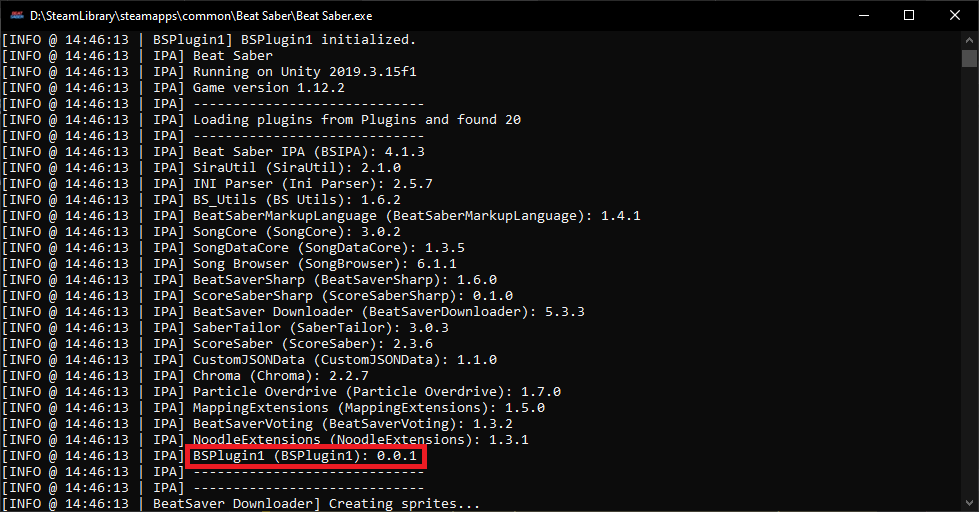 D:\SteamLibrary\steamapps\common\Beat Saber\Beat Saber.exe
[INFO @ 14:46:13 | BSPlugin1] BSPlugin1 initialized.
[INFO @ 14:46:13 | IPA] Beat Saber
[INFO @ 14:46:13 | IPA] Running on Unity 2019.3.15f1
[INFO @ 14:46:13 | IPA] Game version 1.12.2
[INFO @ 14:46:13 | IPA] -----------------------------
[INFO @ 14:46:13 | IPA] Loading plugins from Plugins and found 20
[INFO @ 14:46:13 | IPA] -----------------------------
[INFO @ 14:46:13 | IPA] Beat Saber IPA (BSIPA): 4.1.3
[INFO @ 14:46:13 | IPA] SiraUtil (SiraUtil): 2.1.0
[INFO @ 14:46:13 | IPA] INI Parser (Ini Parser): 2.5.7
[INFO @ 14:46:13 | IPA] BS_Utils (BS Utils): 1.6.2
[INFO @ 14:46:13 | IPA] BeatSaberMarkupLanguage (BeatSaberMarkupLanguage): 1.4.1
[INFO @ 14:46:13 | IPA] SongCore (SongCore): 3.0.2
[INFO @ 14:46:13 | IPA] SongDataCore (SongDataCore): 1.3.5
[INFO @ 14:46:13 | IPA] Song Browser (SongBrowser): 6.1.1
[INFO @ 14:46:13 | IPA] BeatSaverSharp (BeatSaverSharp): 1.6.0
[INFO @ 14:46:13 | IPA] ScoreSaberSharp (ScoreSaberSharp): 0.1.0
[INFO @ 14:46:13 | IPA] BeatSaver Downloader (BeatSaverDownloader): 5.3.3
[INFO @ 14:46:13 | IPA] SaberTailor (SaberTailor): 3.0.3
[INFO @ 14:46:13 | IPA] ScoreSaber (ScoreSaber): 2.3.6
[INFO @ 14:46:13 | IPA] CustomJSONData (CustomJSONData): 1.1.0
[INFO @ 14:46:13 | IPA] Chroma (Chroma): 2.2.7
[INFO @ 14:46:13 | IPA] Particle Overdrive (Particle Overdrive): 1.7.0
[INFO @ 14:46:13 | IPA] MappingExtensions (MappingExtensions): 1.5.0
[INFO @ 14:46:13 | IPA] BeatSaverVoting (BeatSaverVoting): 1.3.2
[INFO @ 14:46:13 | IPA] NoodleExtensions (NoodleExtensions): 1.3.1
[INFO @ 14:46:13 | IPA] BSPlugin1 (BSPlugin1): 0.0.1
[INFO @ 14:46:13 | IPA] -----------------------------
[INFO @ 14:46:13 | IPA] -----------------------------
[INFO @ 14:46:13 | BeatSaver Downloader] Creating sprites...